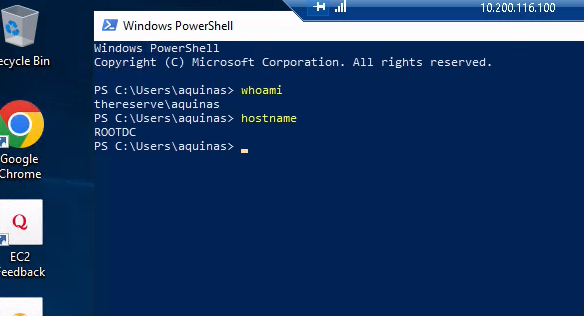 10.200.116.100
Windows PowerShell
Windows PowerShell
Copyright (C) Microsoft Corporation. All rights reserved.
PS C:\Users\aquinas> whoami
thereserve\aquinas
PS C:\Users\aquinas> hostname
ROOTDC
PS C:\Users\aquinas>
ecycle Bin
Google
Chrome
Q
EC2
Feedback